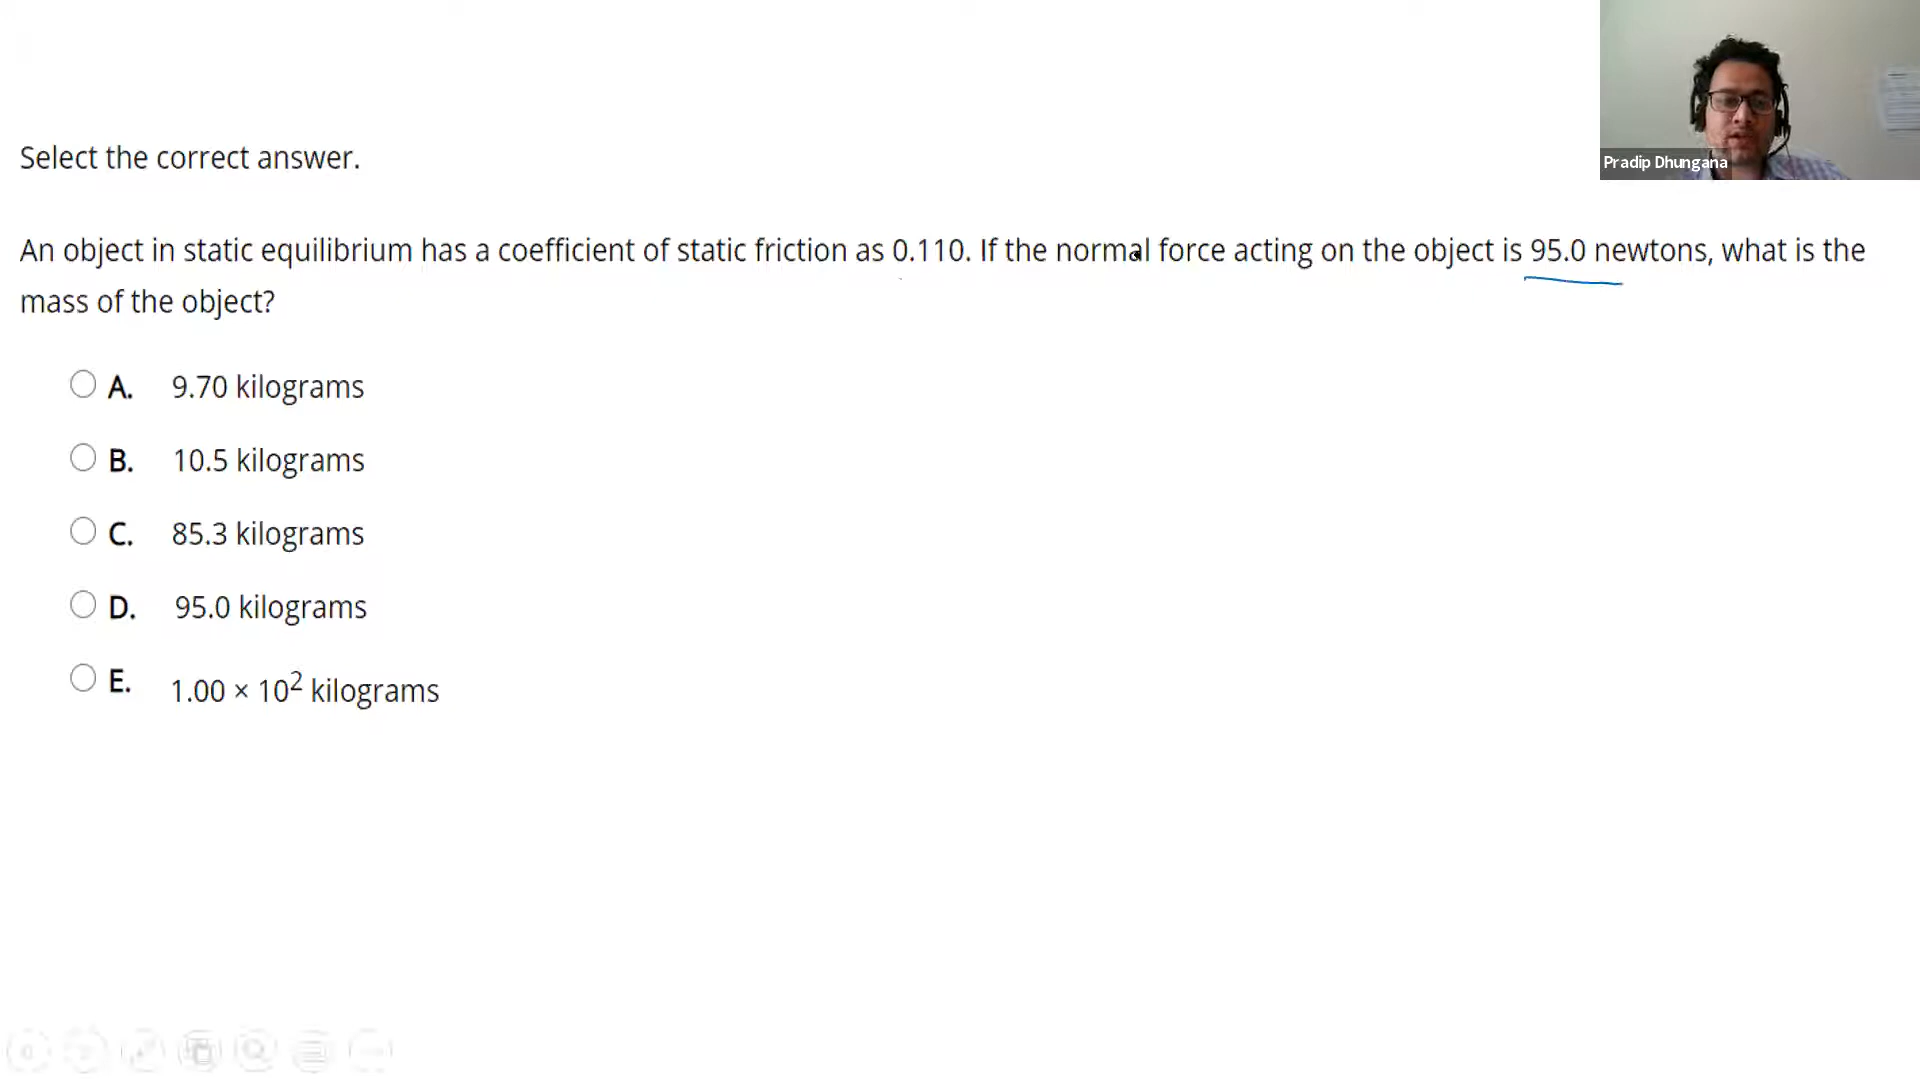 Select the correct answer.
Pradip Dhungana
An object in static equilibrium has a coefficient of static friction as 0.110. If the normal force acting on the object is 95.0 newtons, what is the
mass of the object?
A. 9.70 kilograms
B. 10.5 kilograms
C. 85.3 kilograms
D. 95.0 kilograms
E. 1.00 × 10² kilograms